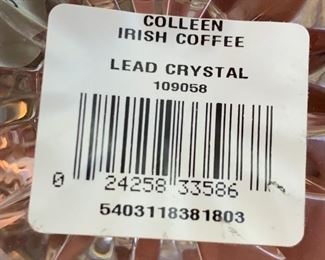 COLLEEN
IRISH COFFEE
LEAD CRYSTAL
109058
0 24258 33586
5403118381803